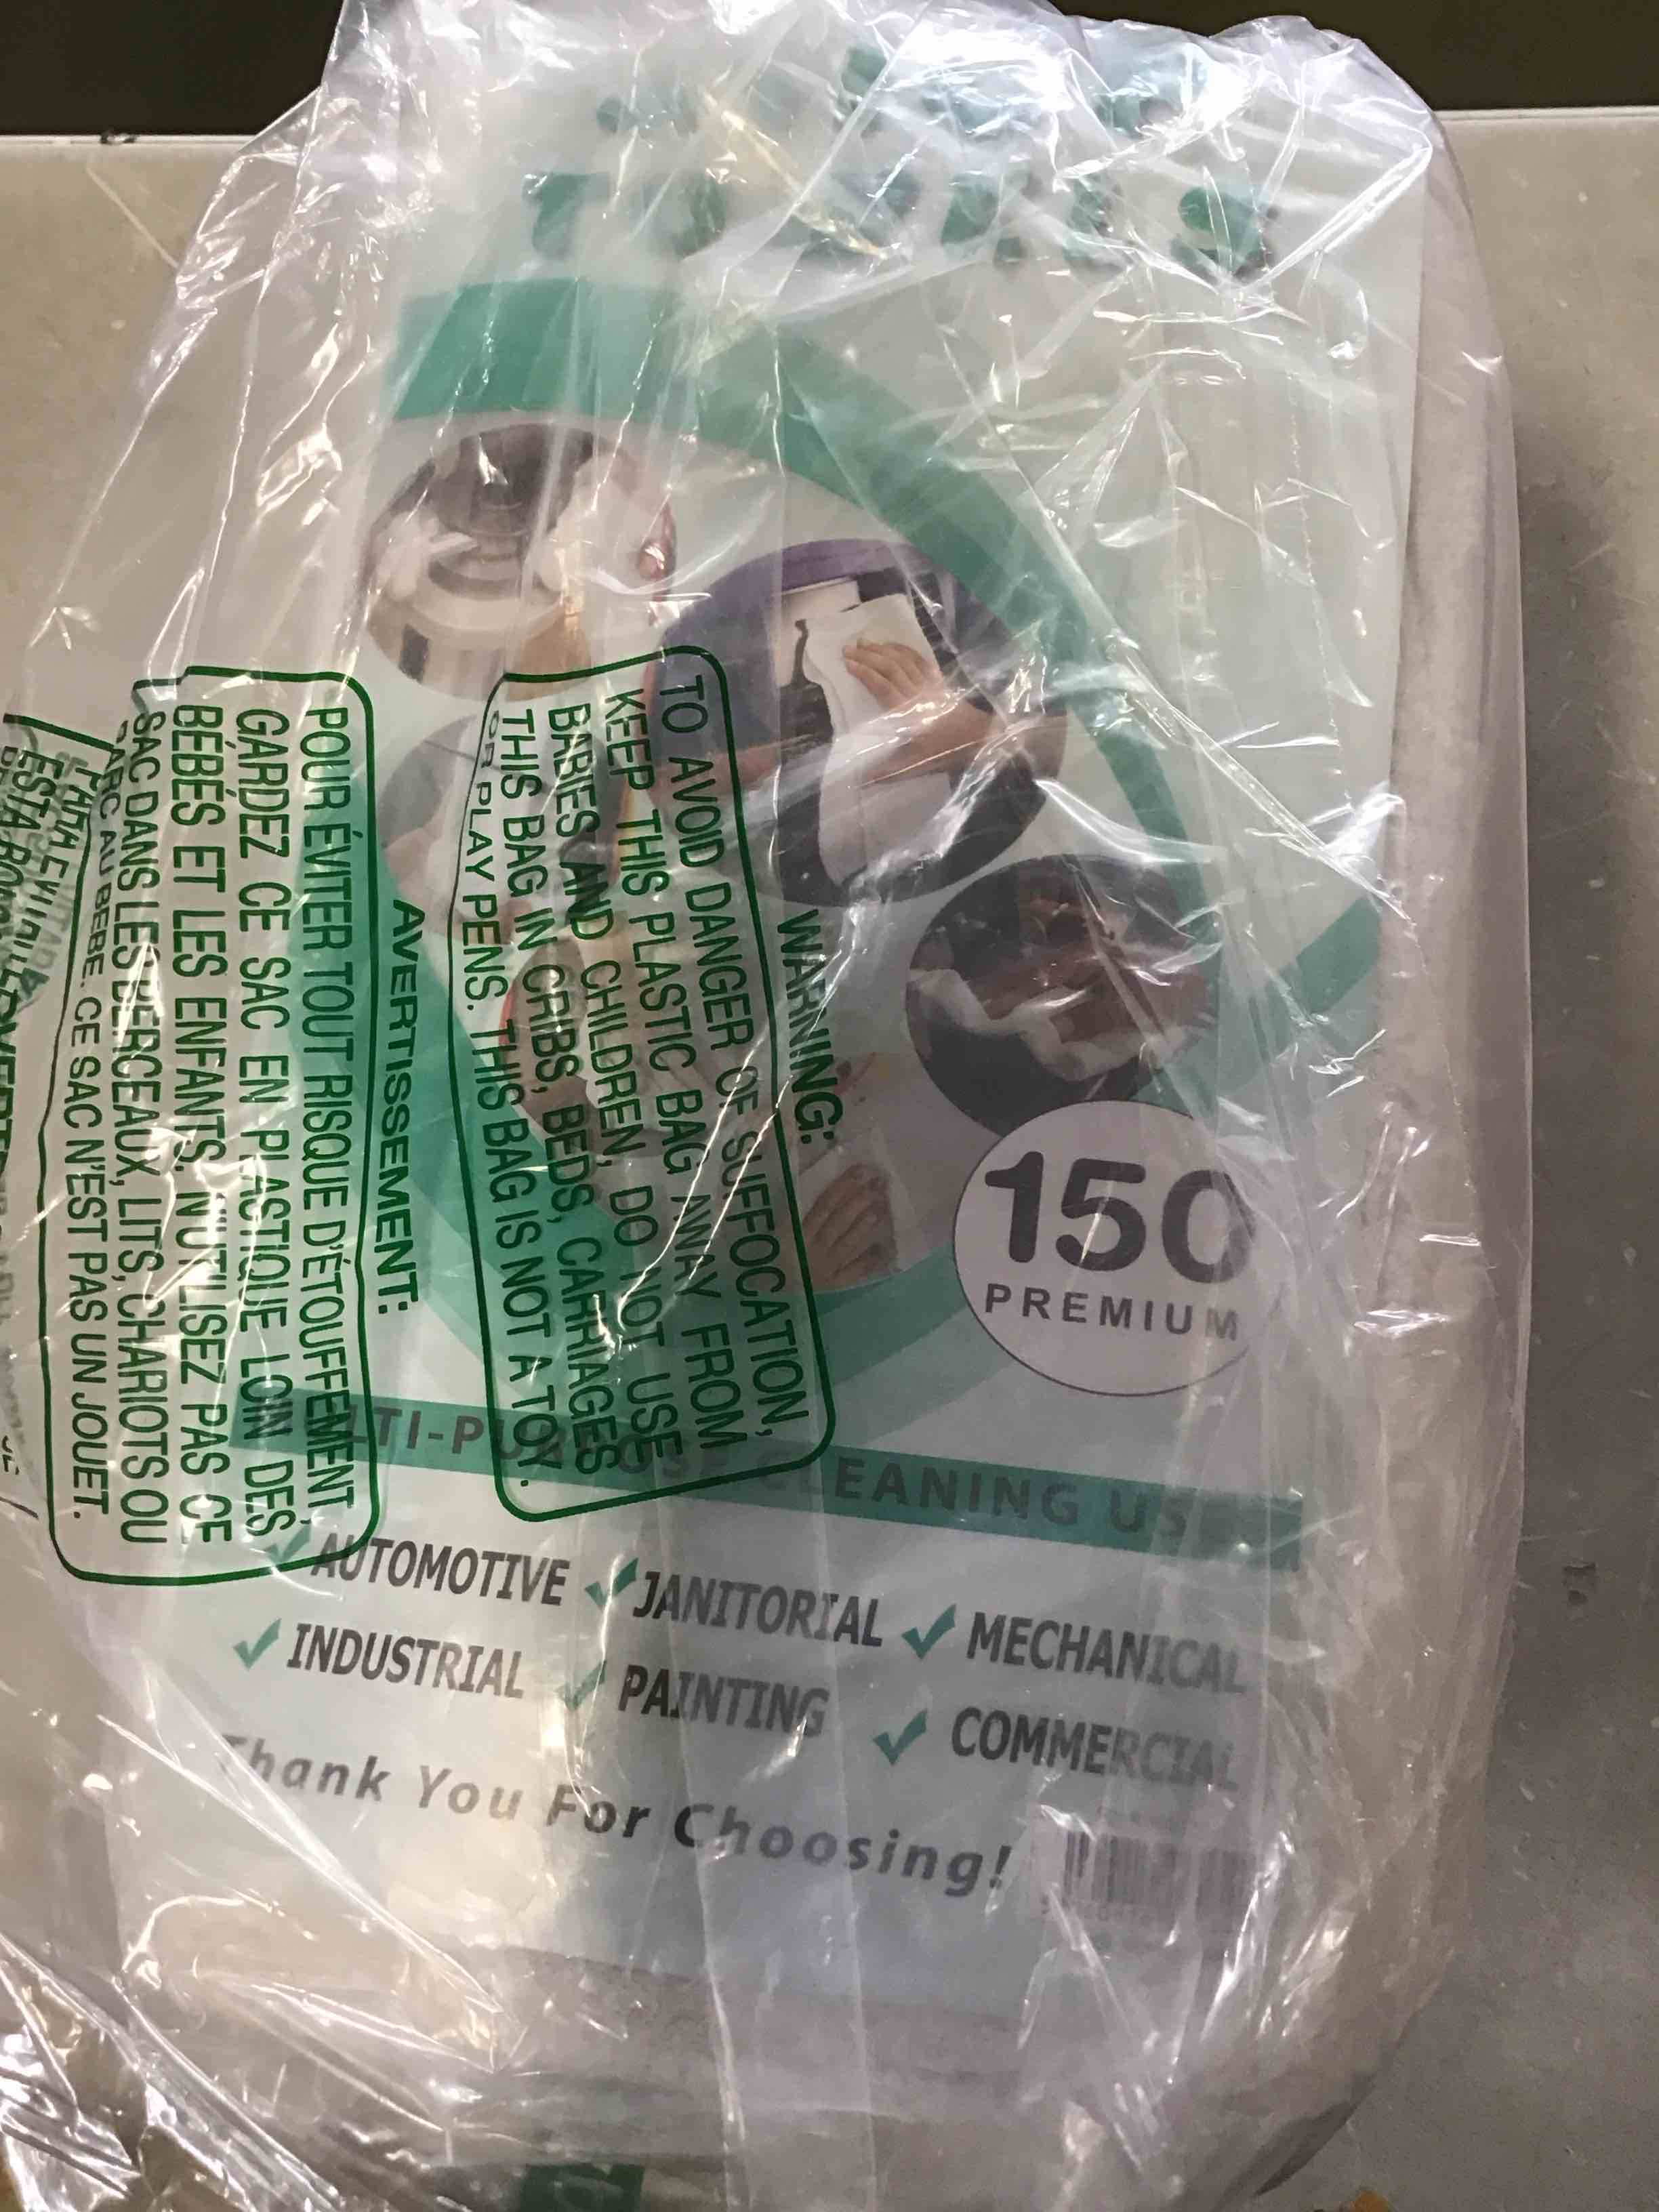 150
PREMIUM
WARNING:
TO AVOID DANGER OF SUFFOCATION,
KEEP THIS PLASTIC BAG AWAY FROM
BABIES AND CHILDREN, DO NOT USE
THIS BAG IN CRIBS, BEDS, CARRIAGES
OR PLAY PENS. THIS BAG IS NOT A TOY.
AVERTISSEMENT:
POUR ÉVITER TOUT RISQUE D'ÉTOUFFEMENT,
GARDEZ CE SAC EN PLASTIQUE LOIN DES
BÉBÉS ET LES ENFANTS, N'UTILISEZ PAS CE
SAC DANS LES BERCEAUX, LITS, CHARIOTS OU
PARC AU BEBE. CE SAC N'EST PAS UN JOUET.
CLEANING
AUTOMOTIVE JANITORIAL MECHANICAL
INDUSTRIAL PAINTING COMMERCIAL
Thank You For Choosing!